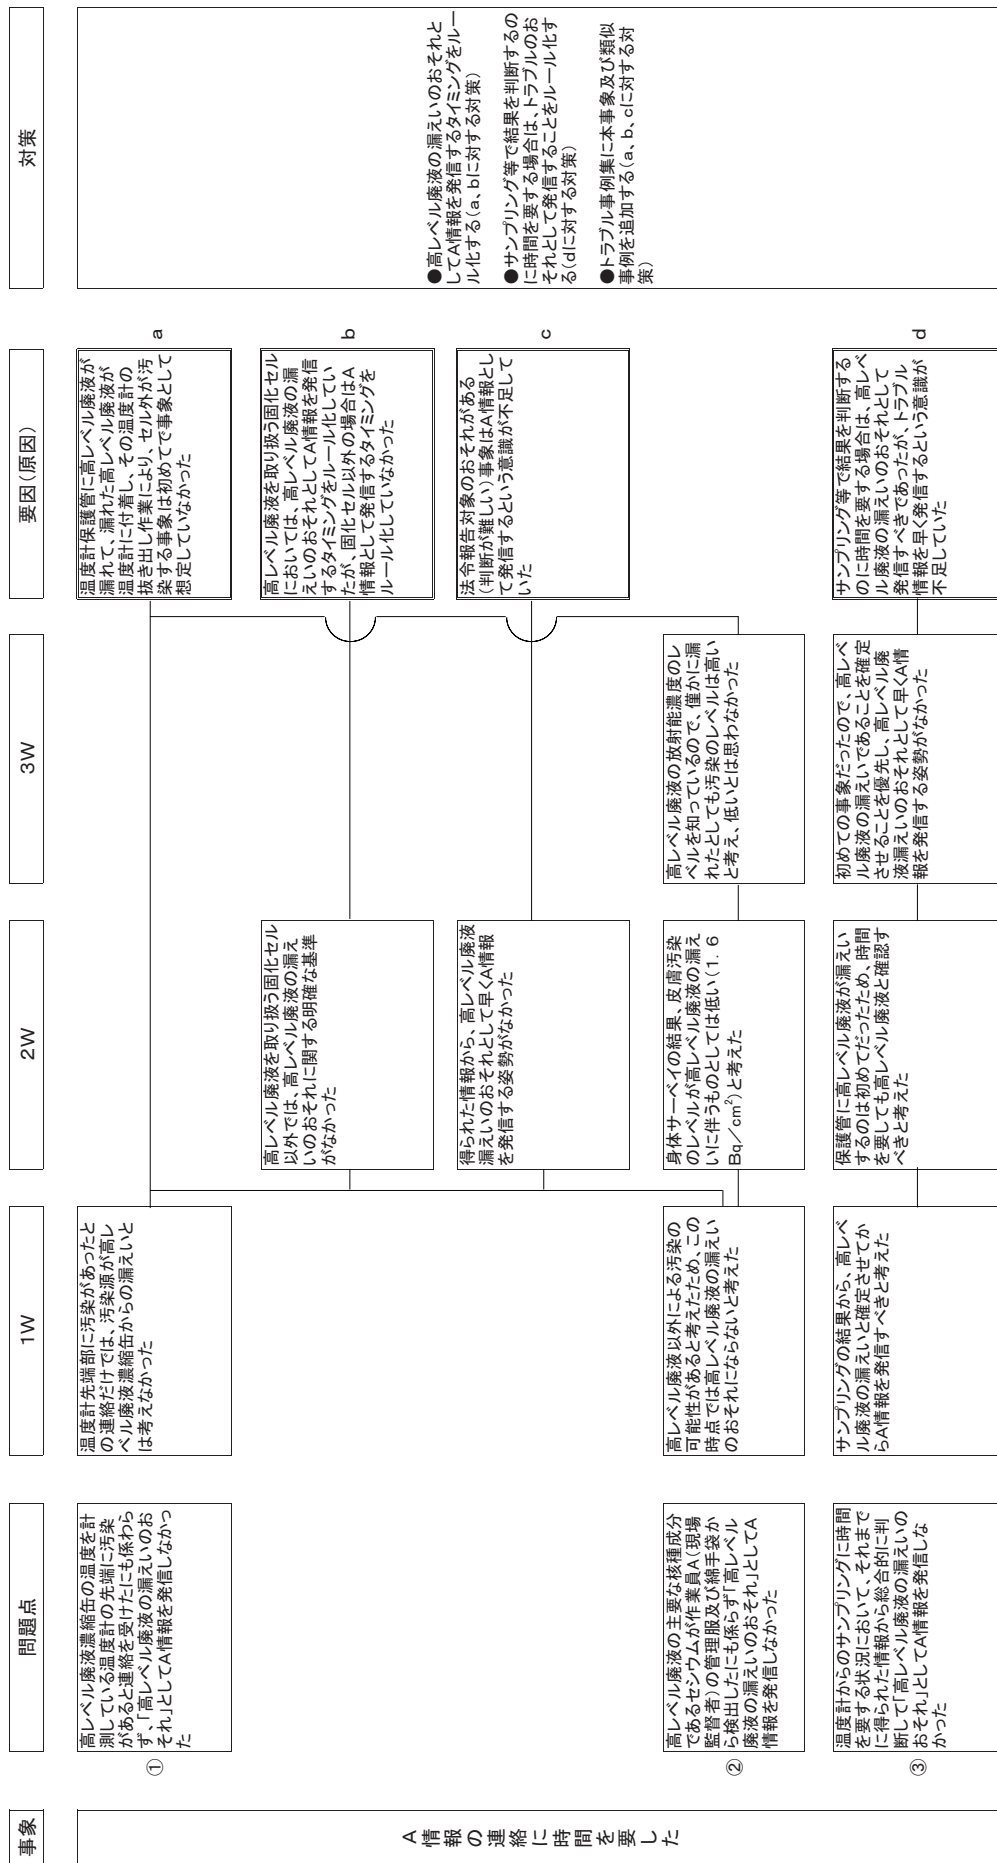 事象
問題点
1W
2W
3W
要因(原因)
対策
A情報の連絡に時間を要した
①
高レベル廃液濃縮缶の温度を計
測している温度計の先端に汚染
があると連絡を受けたにも係わら
ず、「高レベル廃液の漏えいのお
それ」としてA情報を発信しなかっ
た
温度計先端部に汚染があったと
の連絡だけでは、汚染源が高レ
ベル廃液濃縮缶からの漏えいと
は考えなかった
温度計保護管に高レベル廃液が
漏れて、漏れた高レベル廃液が
温度計に付着し、その温度計の
抜き出し作業により、セル外が汚
染する事象は初めてで事象として
想定していなかった
a
高レベル廃液を取り扱う固化セル
以外では、高レベル廃液の漏え
いのおそれに関する明確な基準
がなかった
高レベル廃液を取り扱う固化セル
においては、高レベル廃液の漏
えいのおそれとしてA情報を発信
するタイミングをルール化してい
たが、固化セル以外の場合はA
情報として発信するタイミングを
ルール化していなかった
b
得られた情報から、高レベル廃液
漏えいのおそれとして早くA情報
を発信する姿勢がなかった
法令報告対象のおそれがある
(判断が難しい)事象はA情報とし
て発信するという意識が不足して
いた
c
②
高レベル廃液の主要な核種成分
であるセシウムが作業員A(現場
監督者)の管理服及び綿手袋か
ら検出したにも係らず「高レベル
廃液の漏えいのおそれ」としてA
情報を発信しなかった
高レベル廃液以外による汚染の
可能性があると考えたため、この
時点では高レベル廃液の漏えい
のおそれにならないと考えた
身体サーベイの結果、皮膚汚染
のレベルが高レベル廃液の漏え
いに伴うものとしては低い(1.6
Bq/cm²)と考えた
高レベル廃液の放射能濃度のレ
ベルを知っているので、僅かに漏
れたとしても汚染のレベルは高い
と考え、低いとは思わなかった
③
温度計からのサンプリングに時間
を要する状況において、それまで
に得られた情報から総合的に判
断して「高レベル廃液の漏えいの
おそれ」としてA情報を発信しな
かった
サンプリングの結果から、高レベ
ル廃液の漏えいと確定させてか
らA情報を発信すべきと考えた
保護管に高レベル廃液が漏えい
するのは初めてだったため、時間
を要しても高レベル廃液と確認す
べきと考えた
初めての事象だったので、高レベ
ル廃液の漏えいであることを確定
させることを優先し、高レベル廃
液漏えいのおそれとして早くA情
報を発信する姿勢がなかった
サンプリング等で結果を判断する
のに時間を要する場合は、高レベ
ル廃液の漏えいのおそれとして
発信すべきであったが、トラブル
情報を早く発信するという意識が
不足していた
d
●高レベル廃液の漏えいのおそれと
してA情報を発信するタイミングをルー
ル化する(a、bに対する対策)
●サンプリング等で結果を判断するの
に時間を要する場合は、トラブルのお
それとして発信することをルール化す
る(dに対する対策)
●トラブル事例集に本事象及び類似
事例を追加する(a、b、cに対する対
策)